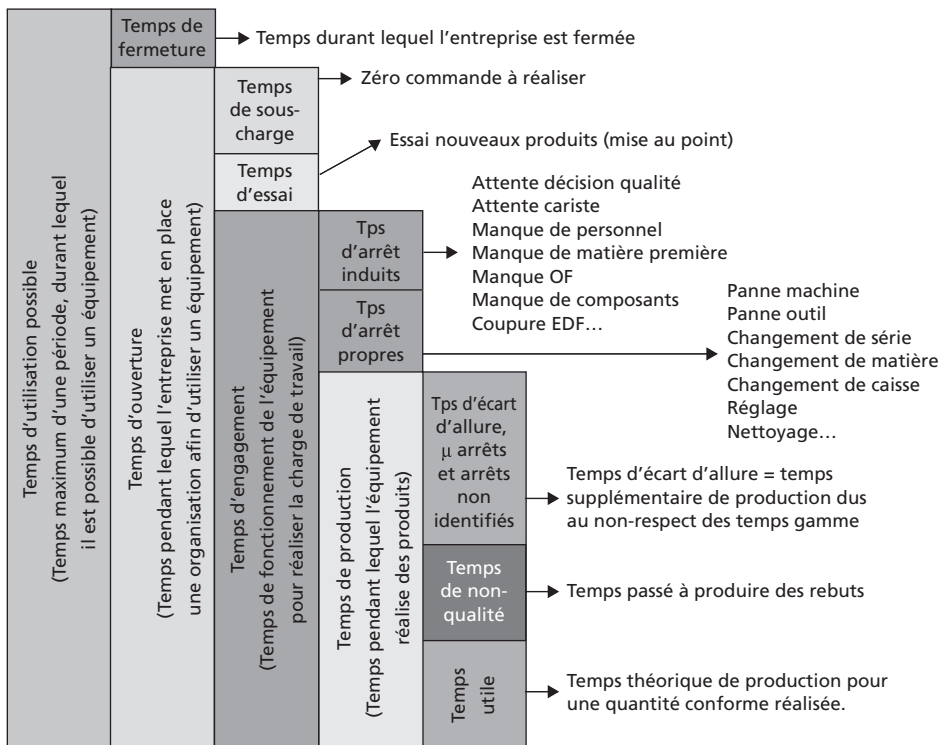 Temps de
fermeture
Temps durant lequel l'entreprise est fermée
Temps
de sous-
charge
Zéro commande à réaliser
Temps
d'essai
Essai nouveaux produits (mise au point)
Tps
d'arrêt
induits
Attente décision qualité
Attente cariste
Manque de personnel
Manque de matière première
Manque OF
Manque de composants
Coupure EDF…
Tps
d'arrêt
propres
Panne machine
Panne outil
Changement de série
Changement de matière
Changement de caisse
Réglage
Nettoyage…
Temps d'utilisation possible
(Temps maximum d'une période, durant lequel
il est possible d'utiliser un équipement)
Temps d'ouverture
(Temps pendant lequel l'entreprise met en place
une organisation afin d'utiliser un équipement)
Temps d'engagement
(Temps de fonctionnement de l'équipement
pour réaliser la charge de travail)
Temps de production
(Temps pendant lequel l'équipement
réalise des produits)
Tps d'écart
d'allure,
μ arrêts
et arrêts
non
identifiés
Temps d'écart d'allure = temps
supplémentaire de production dus
au non-respect des temps gamme
Temps
de non-
qualité
Temps passé à produire des rebuts
Temps
utile
Temps théorique de production pour
une quantité conforme réalisée.